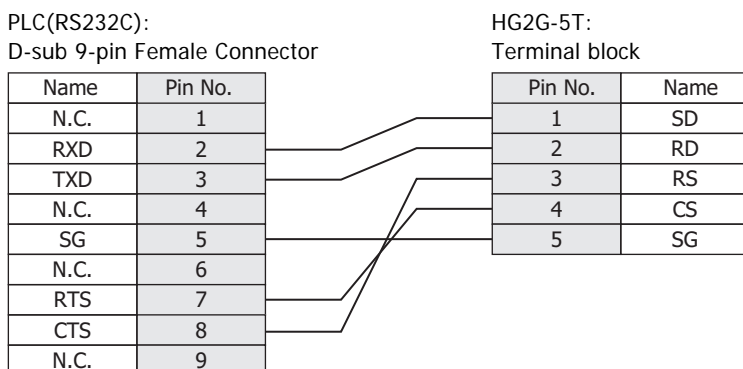 PLC(RS232C):
D-sub 9-pin Female Connector
Name Pin No.
N.C. 1
RXD 2
TXD 3
N.C. 4
SG 5
N.C. 6
RTS 7
CTS 8
N.C. 9
HG2G-5T:
Terminal block
Pin No. Name
1 SD
2 RD
3 RS
4 CS
5 SG